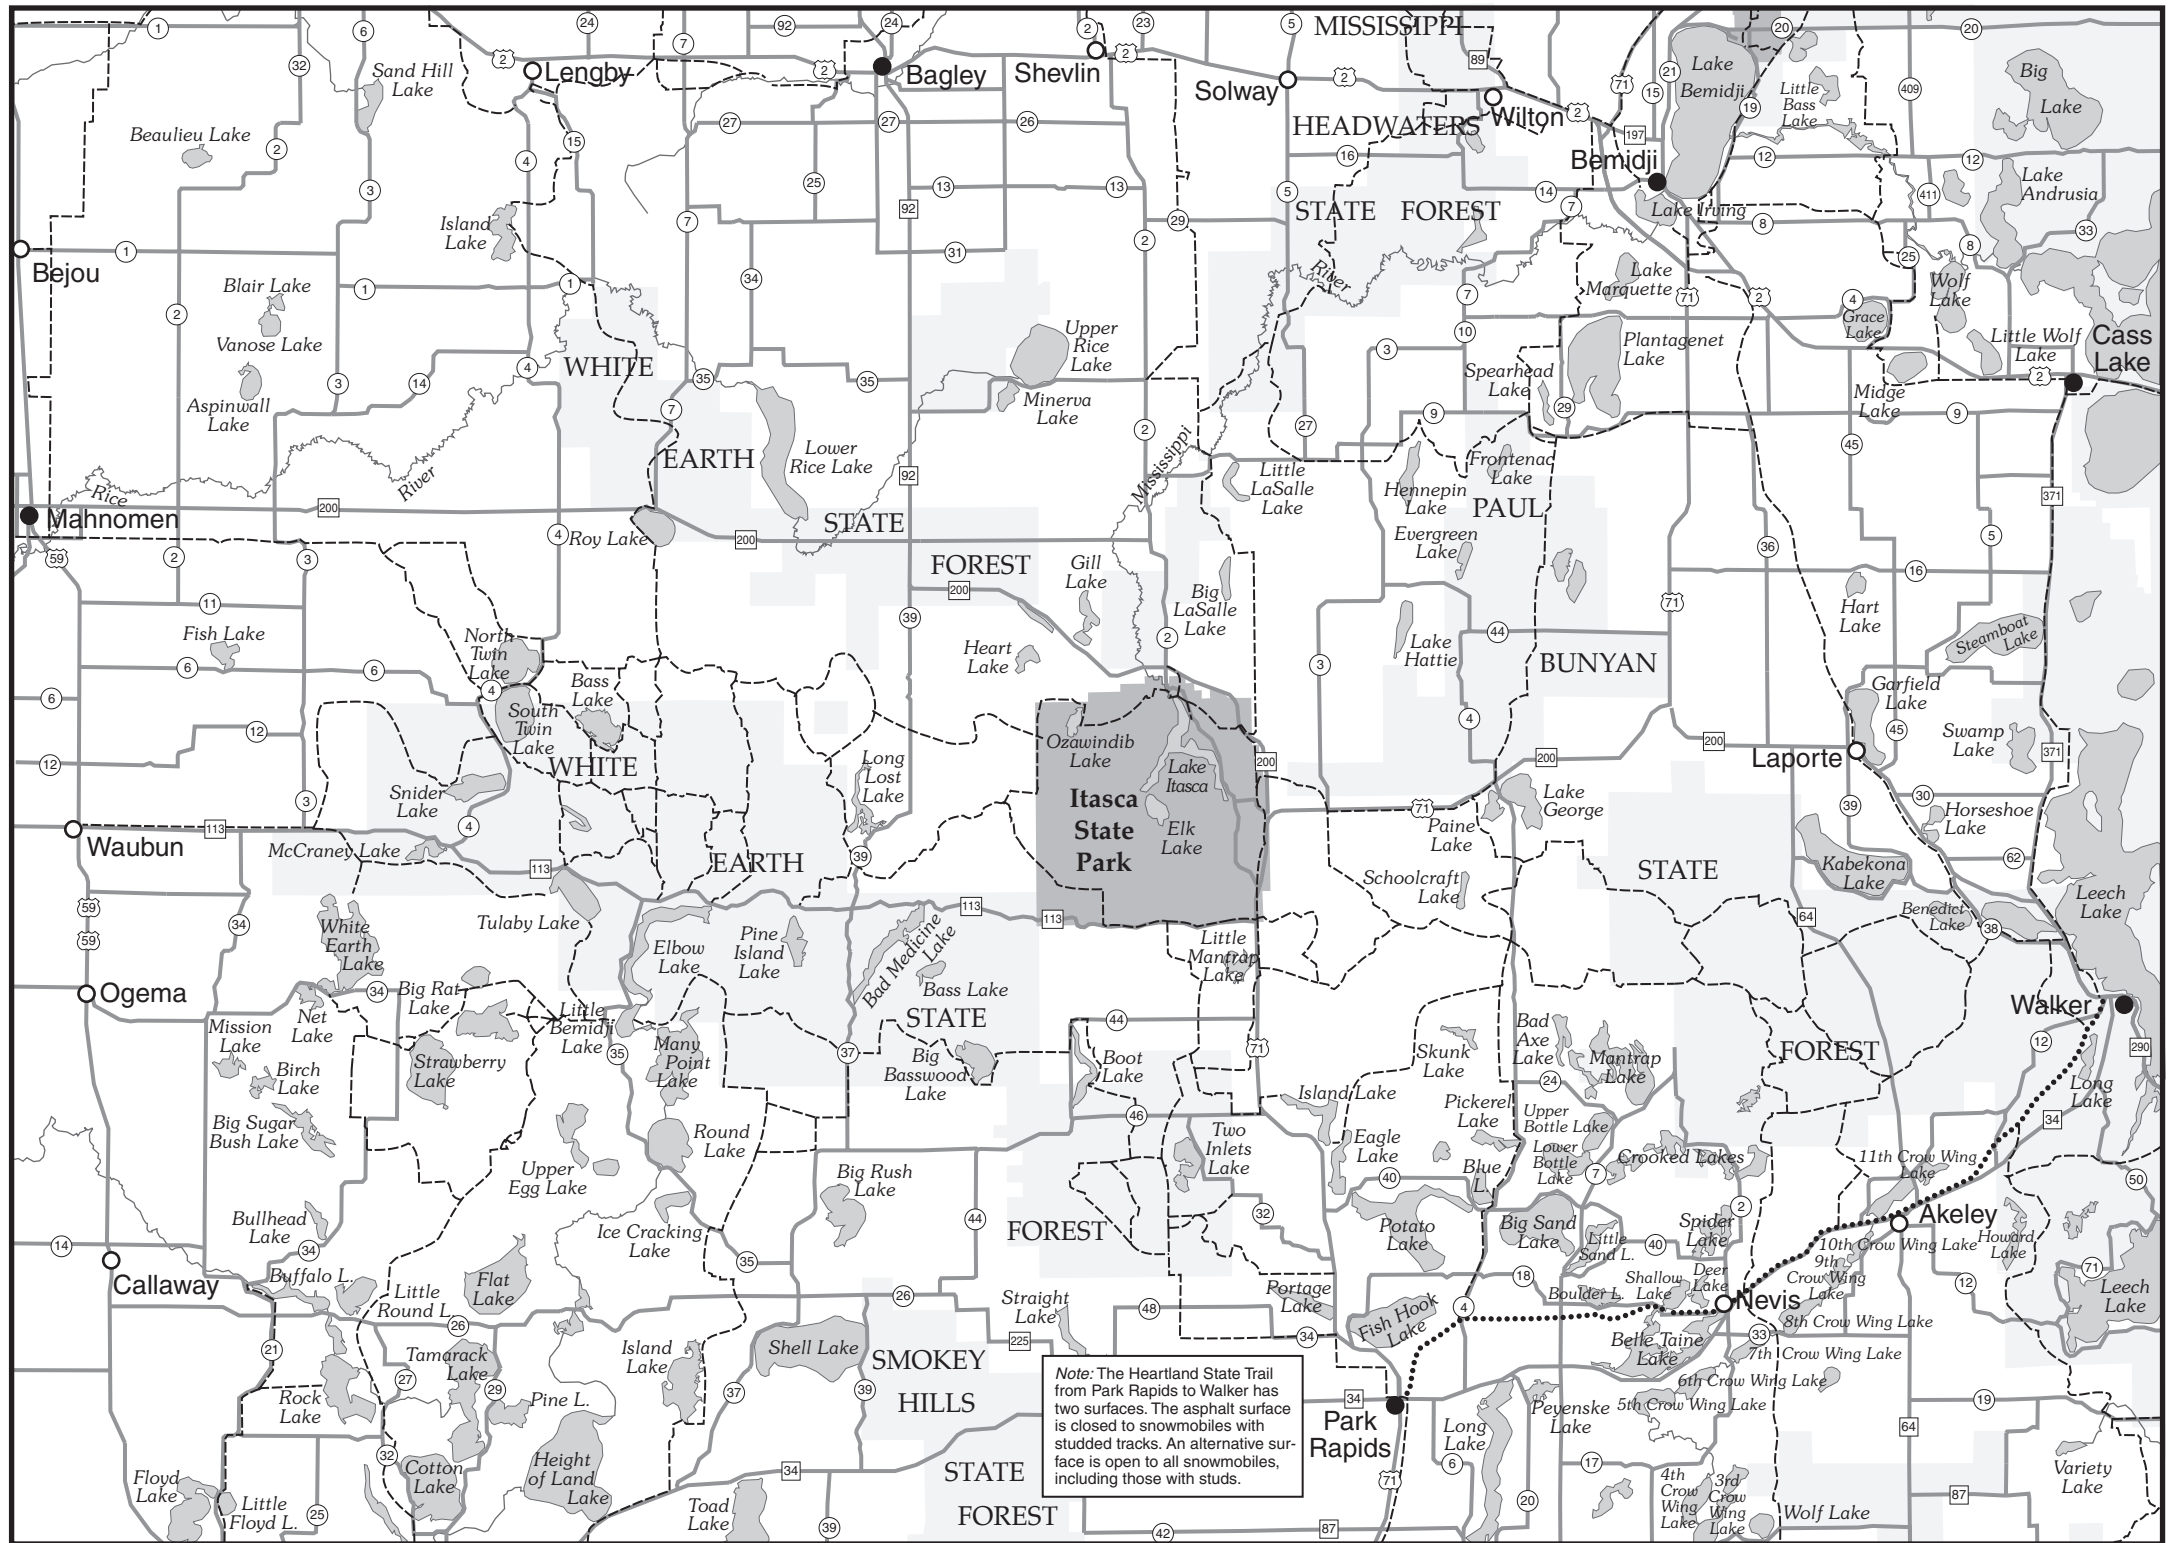 MISSISSIPPI
HEADWATERS
STATE FOREST
Sand Hill
Lake
Lengby
Bagley
Shevlin
Solway
Wilton
Bemidji
Lake
Bemidji
Little
Bass
Lake
Big
Lake
Beaulieu Lake
Lake
Andrusia
Lake Irving
Island
Lake
Bejou
Blair Lake
Vanose Lake
Aspinwall
Lake
River
Lake
Marquette
Wolf
Lake
Grace
Lake
Little Wolf
Lake
Cass
Lake
Upper
Rice
Lake
Minerva
Lake
Plantagenet
Lake
Spearhead
Lake
Midge
Lake
WHITE
EARTH
STATE
FOREST
Lower
Rice Lake
Rice
River
Mississippi
Little
LaSalle
Lake
Hennepin
Lake
Frontenac
Lake
PAUL
BUNYAN
STATE
FOREST
Evergreen
Lake
Mahnomen
Roy Lake
Gill
Lake
Big
LaSalle
Lake
Hart
Lake
Steamboat
Lake
Fish Lake
North
Twin
Lake
Bass
Lake
South
Twin
Lake
Heart
Lake
Lake
Hattie
Garfield
Lake
Swamp
Lake
Laporte
Ozawindib
Lake
Lake
Itasca
Itasca
State
Park
Elk
Lake
Long
Lost
Lake
WHITE
EARTH
STATE
FOREST
Snider
Lake
Waubun
McCraney Lake
Lake
George
Paine
Lake
Horseshoe
Lake
Kabekona
Lake
Schoolcraft
Lake
Leech
Lake
Benedict
Lake
Tulaby Lake
White
Earth
Lake
Elbow
Lake
Pine
Island
Lake
Bad Medicine
Lake
Bass Lake
Little
Mantrap
Lake
Ogema
Big Rat
Lake
Net
Lake
Mission
Lake
Birch
Lake
Strawberry
Lake
Little
Bemidji
Lake
Many
Point
Lake
Big
Basswood
Lake
Boot
Lake
Skunk
Lake
Bad
Axe
Lake
Mantrap
Lake
Walker
Long
Lake
Big Sugar
Bush Lake
Round
Lake
Upper
Egg Lake
Two
Inlets
Lake
Island Lake
Eagle
Lake
Pickerel
Lake
Upper
Bottle Lake
Lower
Bottle
Lake
Crooked Lakes
Blue
L.
11th Crow Wing
Lake
Akeley
Big Rush
Lake
Bullhead
Lake
Ice Cracking
Lake
Potato
Lake
Big Sand
Lake
Little
Sand L.
Spider
Lake
10th Crow Wing Lake
Howard
Lake
9th
Crow Wing
Lake
Callaway
Buffalo L.
Little
Round L.
Flat
Lake
Straight
Lake
Portage
Lake
Fish Hook
Lake
Boulder L.
Shallow
Lake
Deer
Lake
Nevis
8th Crow Wing Lake
Leech
Lake
Tamarack
Lake
Island
Lake
Shell Lake
SMOKEY
HILLS
STATE
FOREST
Belle Taine
Lake
7th Crow Wing Lake
6th Crow Wing Lake
5th Crow Wing Lake
Rock
Lake
Pine L.
Note: The Heartland State Trail
from Park Rapids to Walker has
two surfaces. The asphalt surface
is closed to snowmobiles with
studded tracks. An alternative sur-
face is open to all snowmobiles,
including those with studs.
Park
Rapids
Long
Lake
Peyenske
Lake
Floyd
Lake
Little
Floyd L.
Cotton
Lake
Height
of Land
Lake
Toad
Lake
4th
Crow
Wing
Lake
3rd
Crow
Wing
Lake
Wolf Lake
Variety
Lake